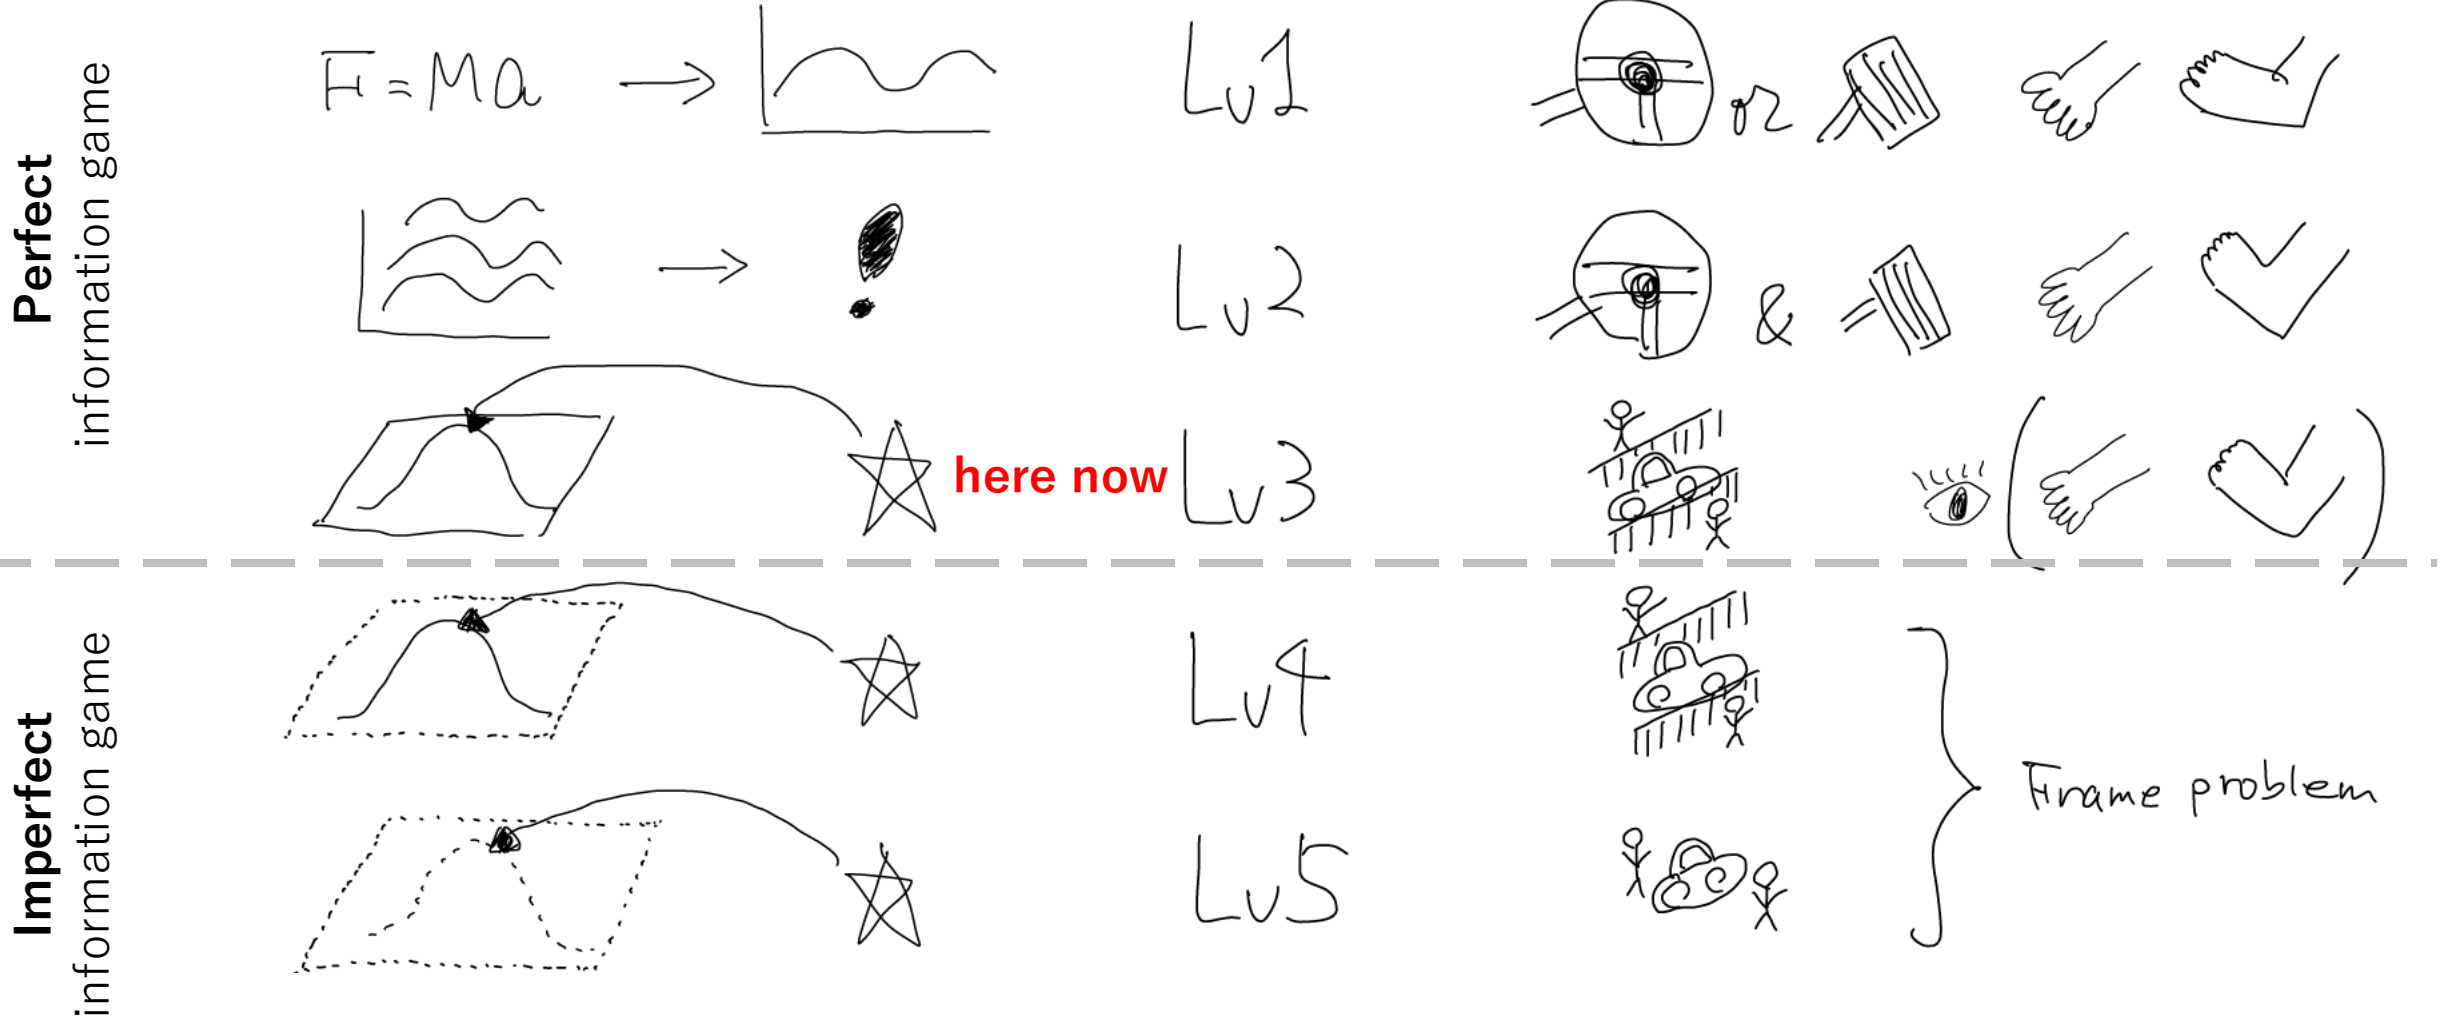 Perfect
information game
F = Ma
Lv1
or
Lv2
&
here now
Lv3
Imperfect
information game
Lv4
Lv5
Frame problem